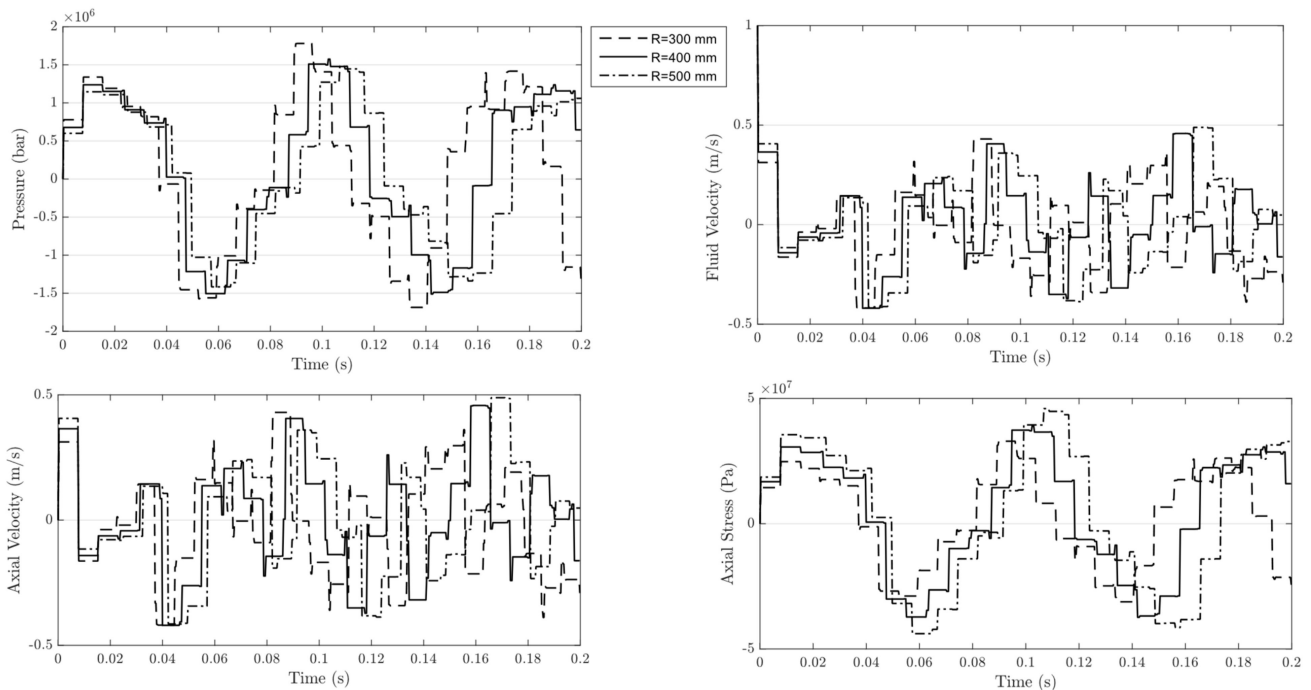 ×10⁶
2
1.5
1
0.5
0
-0.5
-1
-1.5
-2
Pressure (bar)
0 0.02 0.04 0.06 0.08 0.1 0.12 0.14 0.16 0.18 0.2
Time (s)
R=300 mm
R=400 mm
R=500 mm
1
0.5
0
-0.5
Fluid Velocity (m/s)
0 0.02 0.04 0.06 0.08 0.1 0.12 0.14 0.16 0.18 0.2
Time (s)
0.5
0
-0.5
Axial Velocity (m/s)
0 0.02 0.04 0.06 0.08 0.1 0.12 0.14 0.16 0.18 0.2
Time (s)
×10⁷
5
0
-5
Axial Stress (Pa)
0 0.02 0.04 0.06 0.08 0.1 0.12 0.14 0.16 0.18 0.2
Time (s)